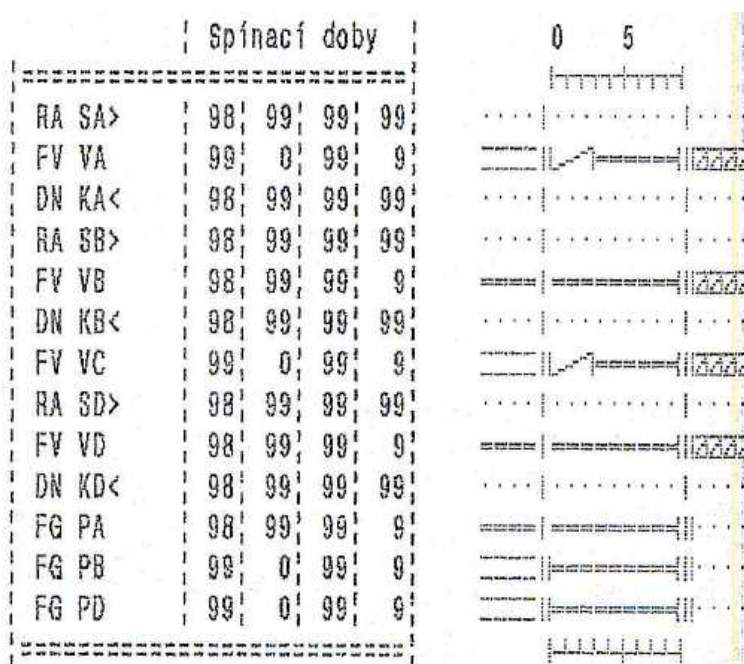 Spínací doby 0 5
RA SA> 98 99 99 99
FV VA 99 0 99 9
DN KA< 98 99 99 99
RA SB> 98 99 99 99
FV VB 98 99 99 9
DN KB< 98 99 99 99
FV VC 99 0 99 9
RA SD> 98 99 99 99
FV VD 98 99 99 9
DN KD< 98 99 99 99
FG PA 98 99 99 9
FG PB 99 0 99 9
FG PD 99 0 99 9